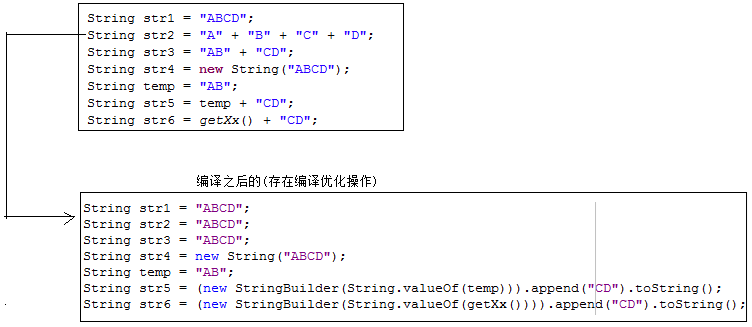 String str1 = "ABCD";
String str2 = "A" + "B" + "C" + "D";
String str3 = "AB" + "CD";
String str4 = new String("ABCD");
String temp = "AB";
String str5 = temp + "CD";
String str6 = getXx() + "CD";
编译之后的(存在编译优化操作)
String str1 = "ABCD";
String str2 = "ABCD";
String str3 = "ABCD";
String str4 = new String("ABCD");
String temp = "AB";
String str5 = (new StringBuilder(String.valueOf(temp))).append("CD").toString();
String str6 = (new StringBuilder(String.valueOf(getXx()))).append("CD").toString();